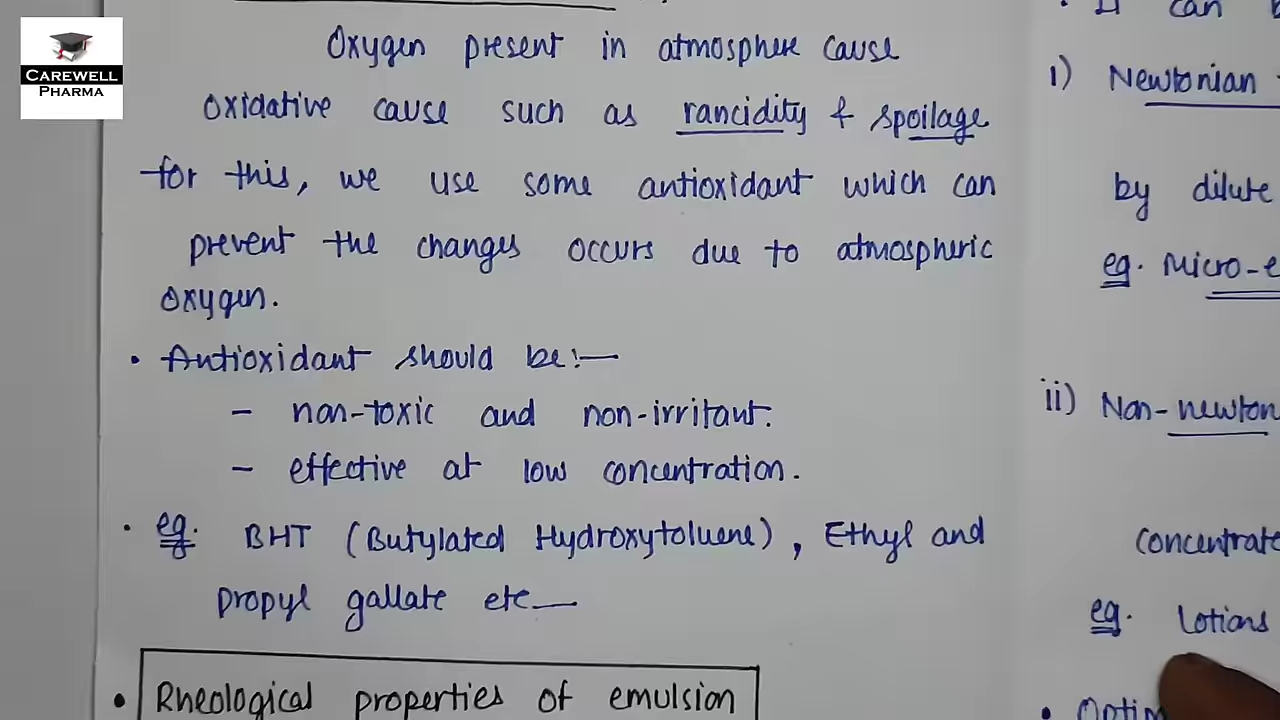 CAREWELL
PHARMA
Oxygen present in atmosphere cause
oxidative cause such as rancidity & spoilage
for this, we use some antioxidant which can
prevent the changes occurs due to atmospheric
oxygen.
• Antioxidant should be:—
– non-toxic and non-irritant.
– effective at low concentration.
• eg. BHT (Butylated Hydroxytoluene), Ethyl and
propyl gallate etc—
• Rheological properties of emulsion
• It can
i) Newtonian
by dilute
eg. Micro-e
ii) Non-newton
concentrate
eg. Lotions
• Optim